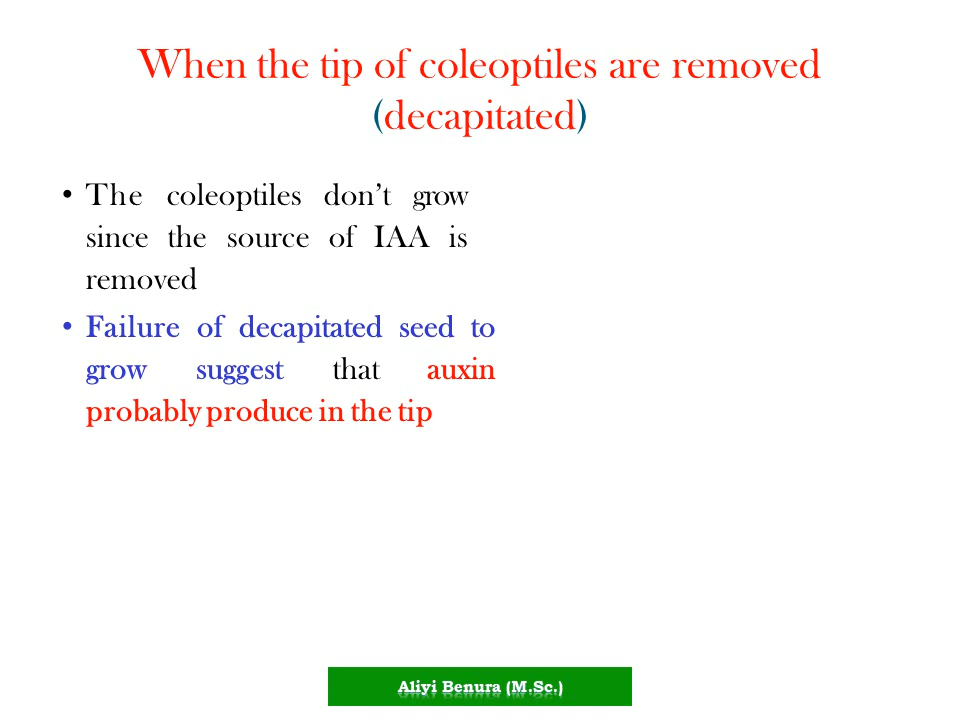 When the tip of coleoptiles are removed
(decapitated)
• The coleoptiles don’t grow
since the source of IAA is
removed
• Failure of decapitated seed to
grow suggest that auxin
probably produce in the tip
Aliyi Benura (M.Sc.)